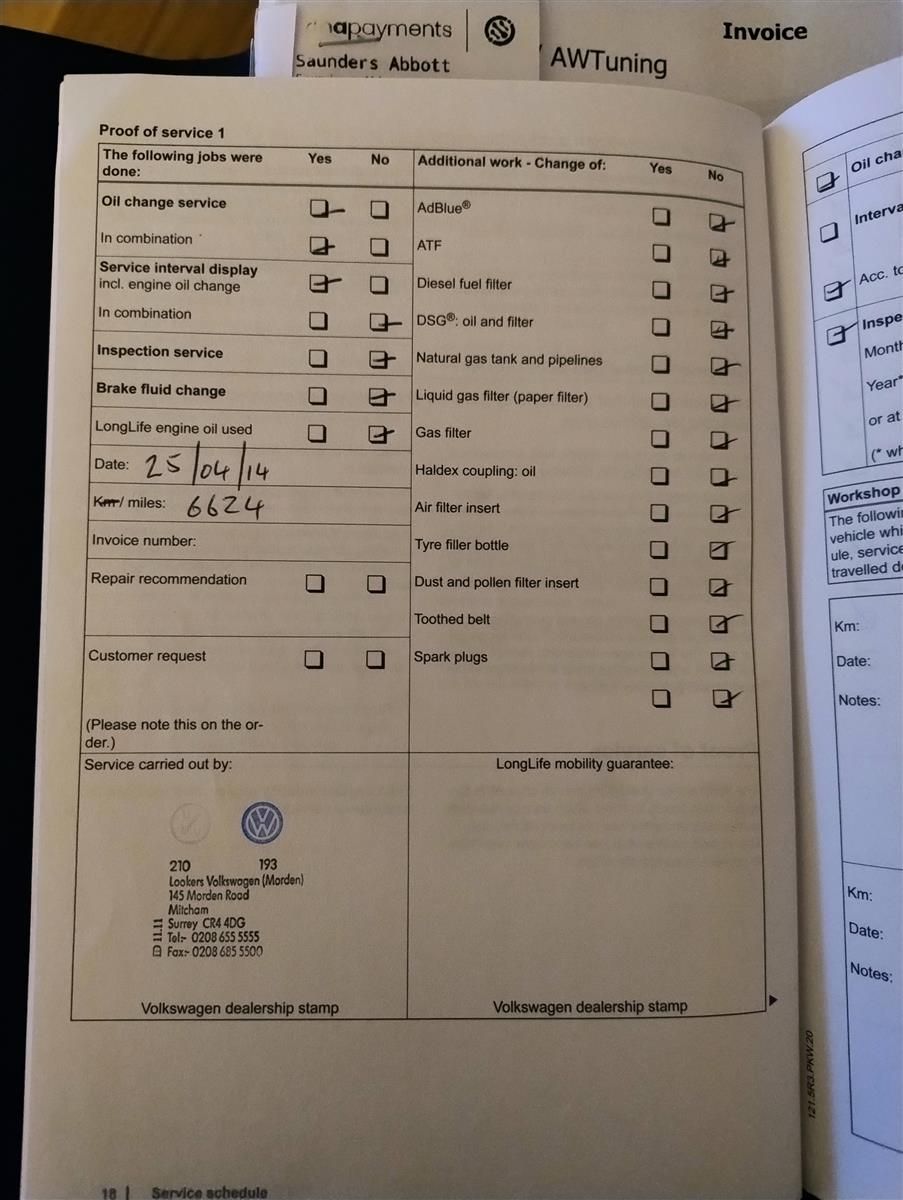 apayments
Invoice
Saunders Abbott
AWTuning
Proof of service 1
The following jobs were done: Yes No
Additional work - Change of: Yes No
Oil change service
In combination
Service interval display
incl. engine oil change
In combination
Inspection service
Brake fluid change
LongLife engine oil used
Date: 25/04/14
Km/ miles: 6624
Invoice number:
Repair recommendation
Customer request
(Please note this on the or-
der.)
AdBlue®
ATF
Diesel fuel filter
DSG®: oil and filter
Natural gas tank and pipelines
Liquid gas filter (paper filter)
Gas filter
Haldex coupling: oil
Air filter insert
Tyre filler bottle
Dust and pollen filter insert
Toothed belt
Spark plugs
Service carried out by:
210 193
Lookers Volkswagen (Morden)
145 Morden Road
Mitcham
Surrey CR4 4DG
Tel:- 0208 655 5555
Fax:- 0208 685 5500
Volkswagen dealership stamp
LongLife mobility guarantee:
Volkswagen dealership stamp
121.5R3.PKW.20
18 | Service schedule
Oil cha
Interva
Acc. to
Inspe
Month
Year*
or at
(* wh
Workshop
The followi
vehicle whi
ule, service
travelled d
Km:
Date:
Notes:
Km:
Date:
Notes: